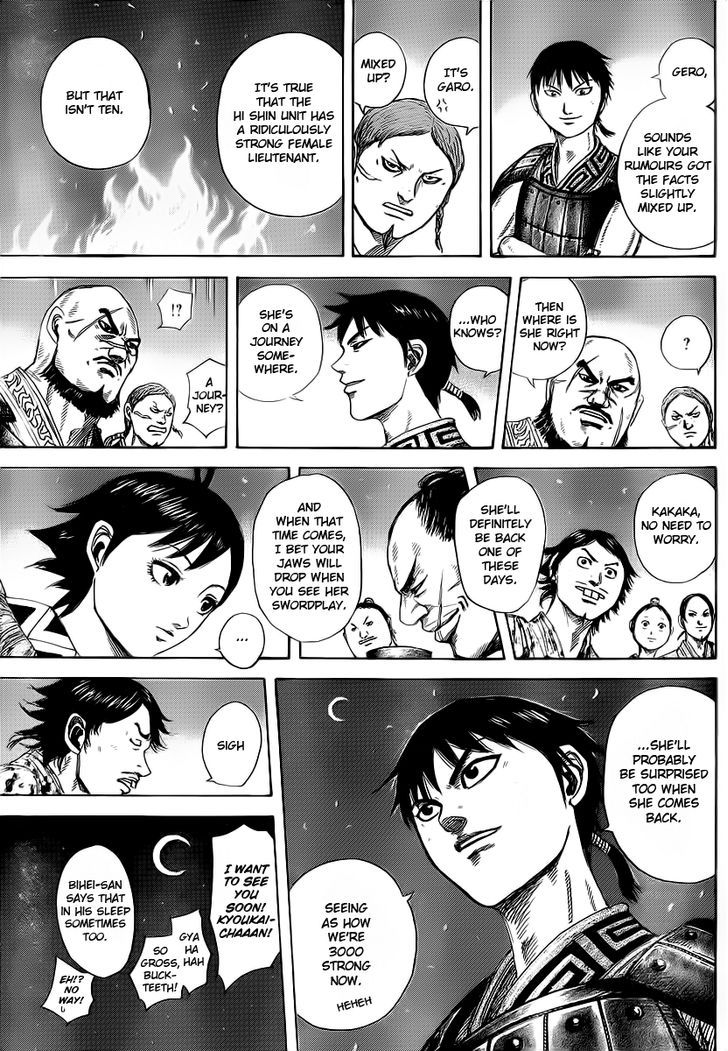 GERO,
SOUNDS
LIKE YOUR
RUMOURS GOT
THE FACTS
SLIGHTLY
MIXED UP.
IT'S
GARO.
MIXED
UP?
IT'S TRUE
THAT THE
HI SHIN UNIT HAS
A RIDICULOUSLY
STRONG FEMALE
LIEUTENANT.
BUT THAT
ISN'T TEN.
?
THEN
WHERE IS
SHE RIGHT
NOW?
...WHO
KNOWS?
SHE'S
ON A
JOURNEY
SOME-
WHERE.
!?
A
JOUR-
NEY?
KAKAKA,
NO NEED TO
WORRY.
SHE'LL
DEFINITELY
BE BACK
ONE OF
THESE
DAYS.
AND
WHEN THAT
TIME COMES,
I BET YOUR
JAWS WILL
DROP WHEN
YOU SEE HER
SWORDPLAY.
...
...SHE'LL
PROBABLY
BE SURPRISED
TOO WHEN
SHE COMES
BACK.
SEEING
AS HOW
WE'RE
3000
STRONG
NOW.
HEHEH
SIGH
I WANT
TO SEE
YOU
SOON!
KYOUKAI-
CHAAAN!
GYA
HA
HAH
SO
GROSS,
BUCK-
TEETH!
BIHEI-SAN
SAYS THAT
IN HIS SLEEP
SOMETIMES
TOO.
EH!?
NO
WAY!